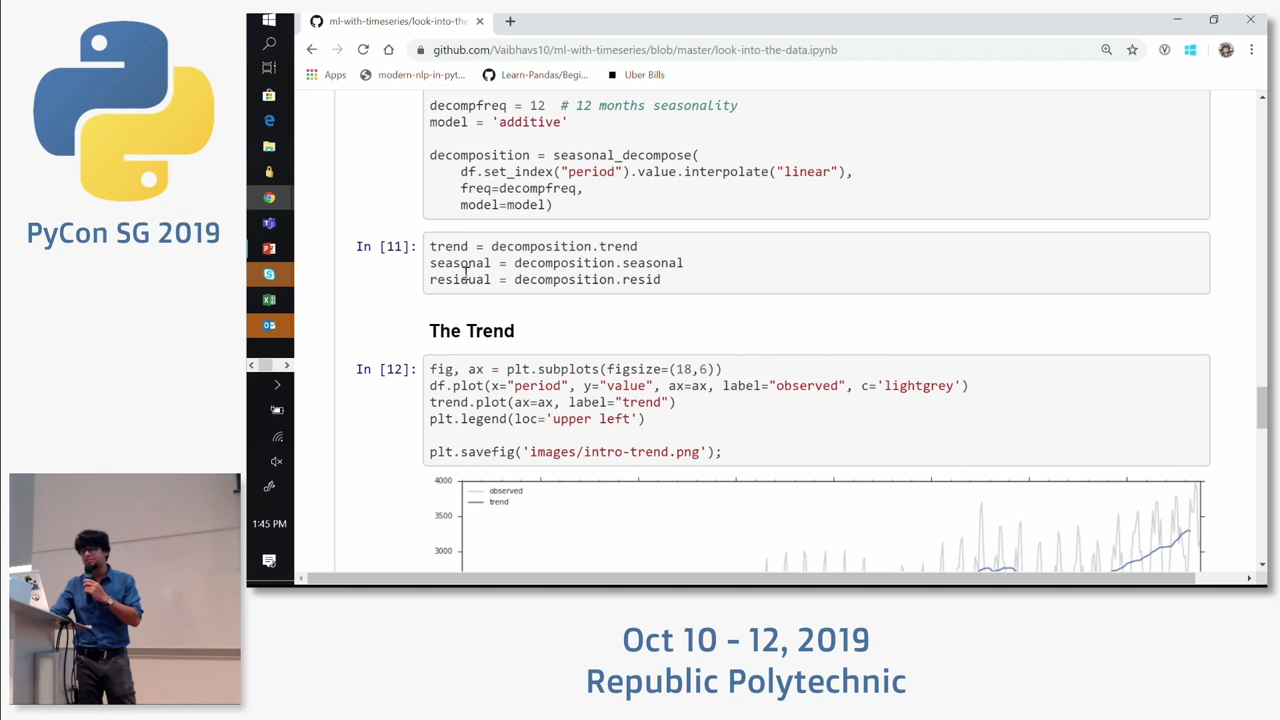 PyCon SG 2019
ml-with-timeseries/look-into-the
github.com/Vaibhavs10/ml-with-timeseries/blob/master/look-into-the-data.ipynb
Apps modern-nlp-in-pyt... Learn-Pandas/Begi... Uber Bills
decompfreq = 12 # 12 months seasonality
model = 'additive'
decomposition = seasonal_decompose(
df.set_index("period").value.interpolate("linear"),
freq=decompfreq,
model=model)
In [11]:
trend = decomposition.trend
seasonal = decomposition.seasonal
residual = decomposition.resid
The Trend
In [12]:
fig, ax = plt.subplots(figsize=(18,6))
df.plot(x="period", y="value", ax=ax, label="observed", c='lightgrey')
trend.plot(ax=ax, label="trend")
plt.legend(loc='upper left')
plt.savefig('images/intro-trend.png');
4000
observed
trend
3500
3000
1:45 PM
Oct 10 - 12, 2019
Republic Polytechnic